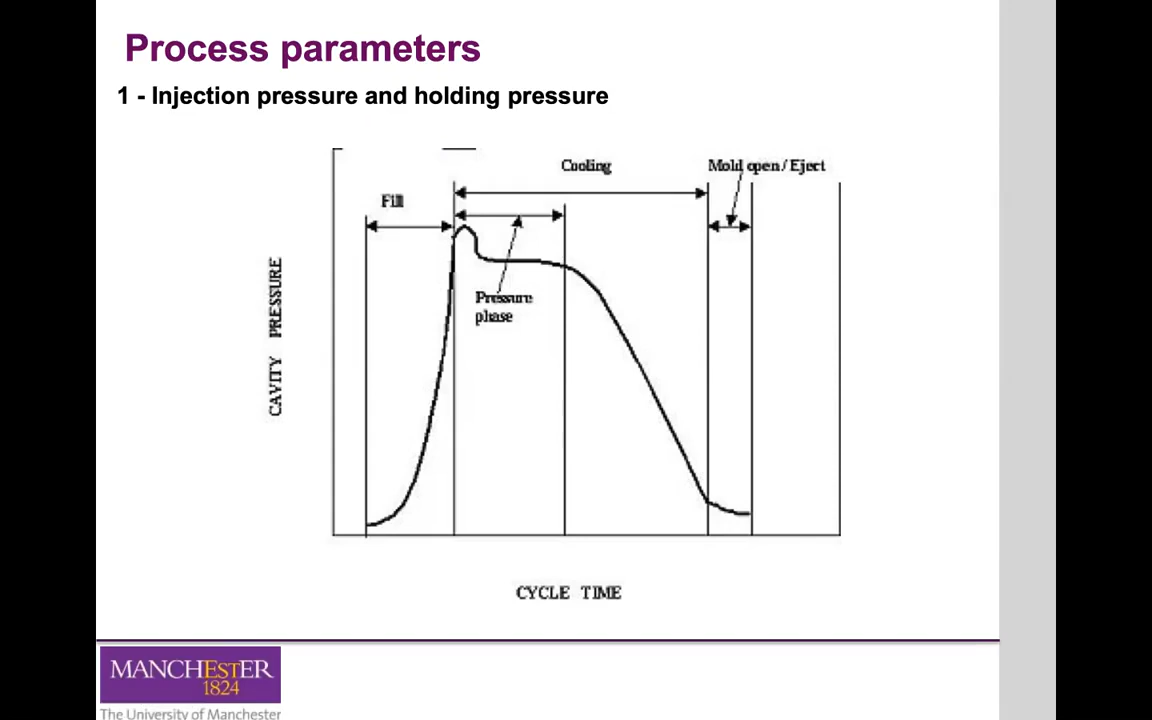 Process parameters
1 - Injection pressure and holding pressure
Cooling
Mold open / Eject
Fill
Pressure
phase
CAVITY PRESSURE
CYCLE TIME
MANCHESTER
1824
The University of Manchester